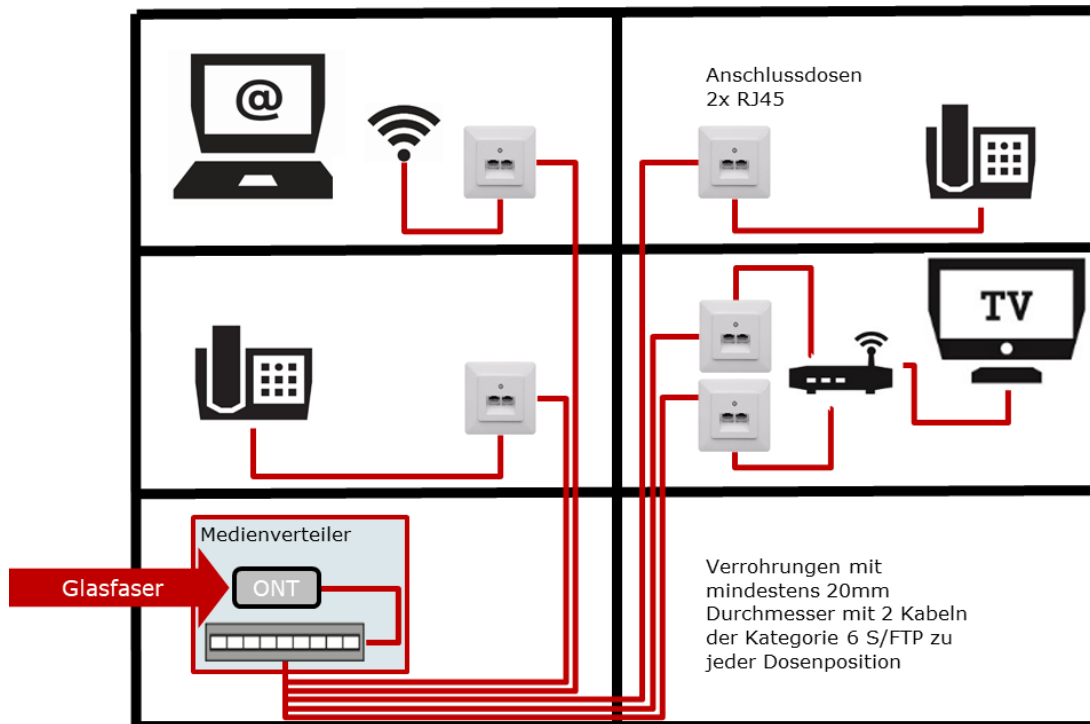 @
Anschlussdosen
2x RJ45
TV
Medienverteiler
Glasfaser
ONT
Verrohrungen mit
mindestens 20mm
Durchmesser mit 2 Kabeln
der Kategorie 6 S/FTP zu
jeder Dosenposition